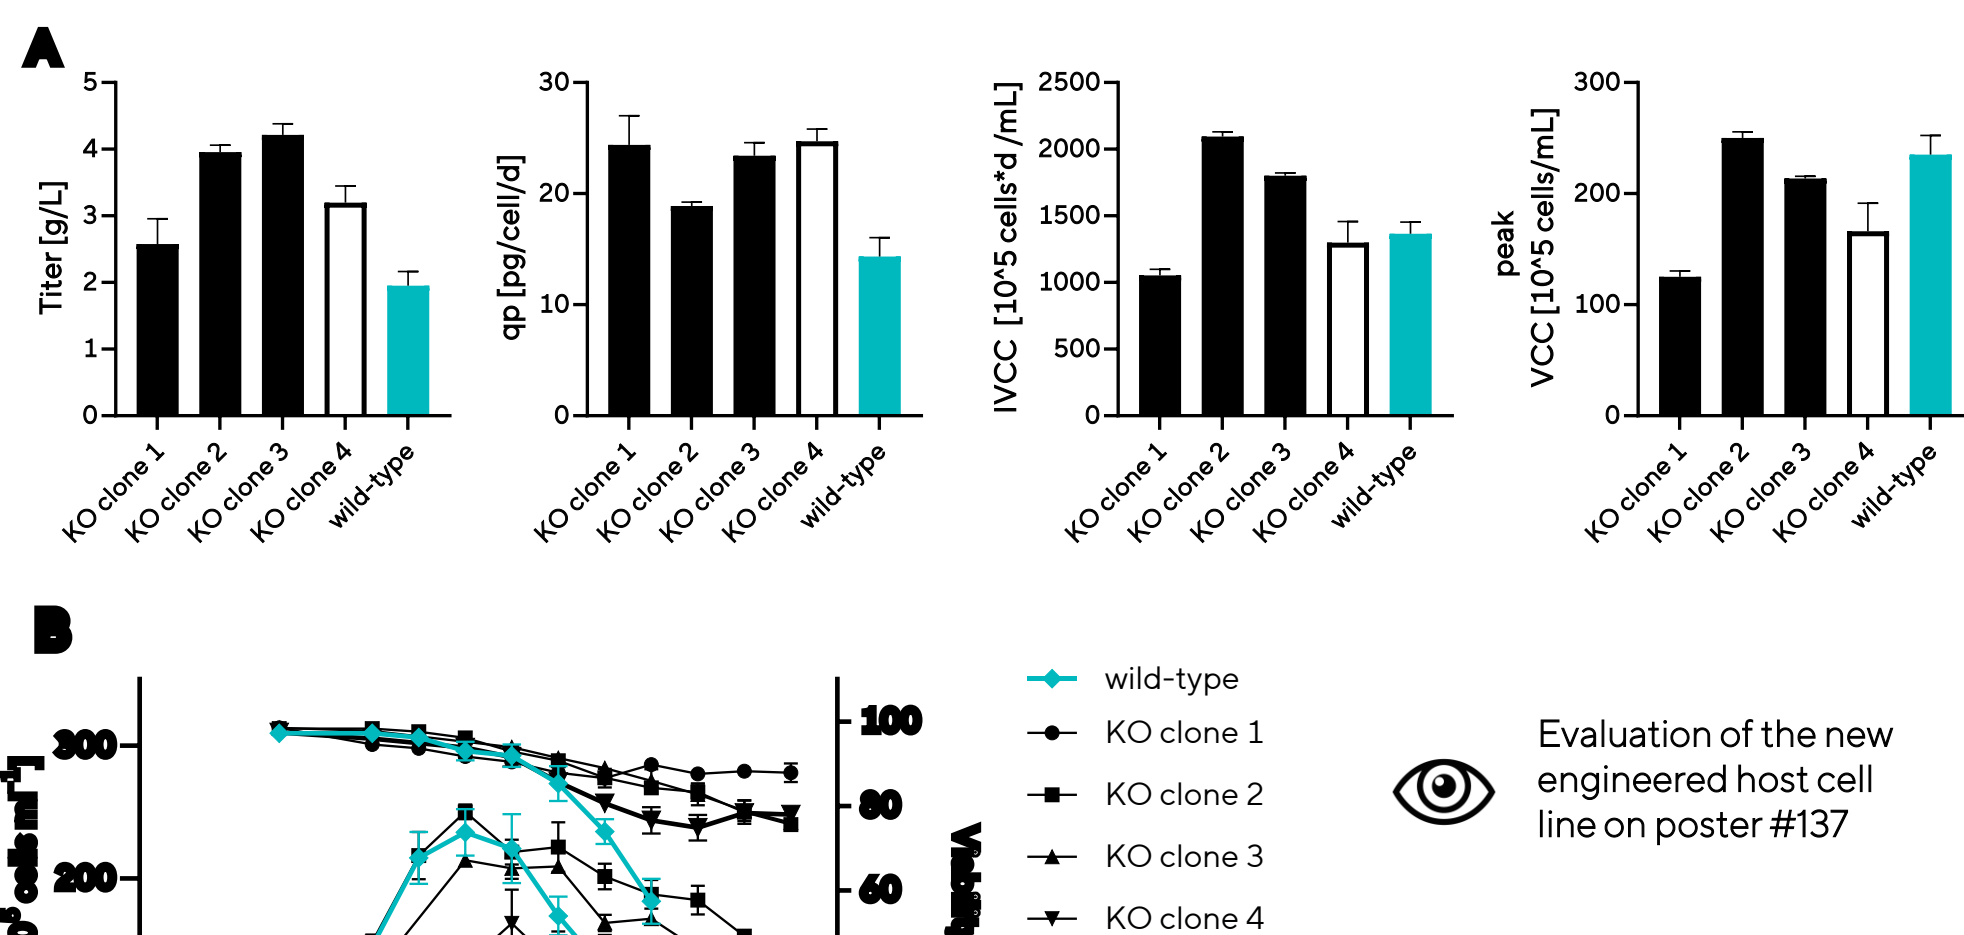 A
5
4
3
2
1
0
Titer [g/L]
KO clone 1
KO clone 2
KO clone 3
KO clone 4
wild-type
30
20
10
0
qp [pg/cell/d]
KO clone 1
KO clone 2
KO clone 3
KO clone 4
wild-type
2500
2000
1500
1000
500
0
IVCC [10^5 cells*d /mL]
KO clone 1
KO clone 2
KO clone 3
KO clone 4
wild-type
300
200
100
0
peak
VCC [10^5 cells/mL]
KO clone 1
KO clone 2
KO clone 3
KO clone 4
wild-type
B
300
200
100
80
60
wild-type
KO clone 1
KO clone 2
KO clone 3
KO clone 4
Evaluation of the new
engineered host cell
line on poster #137